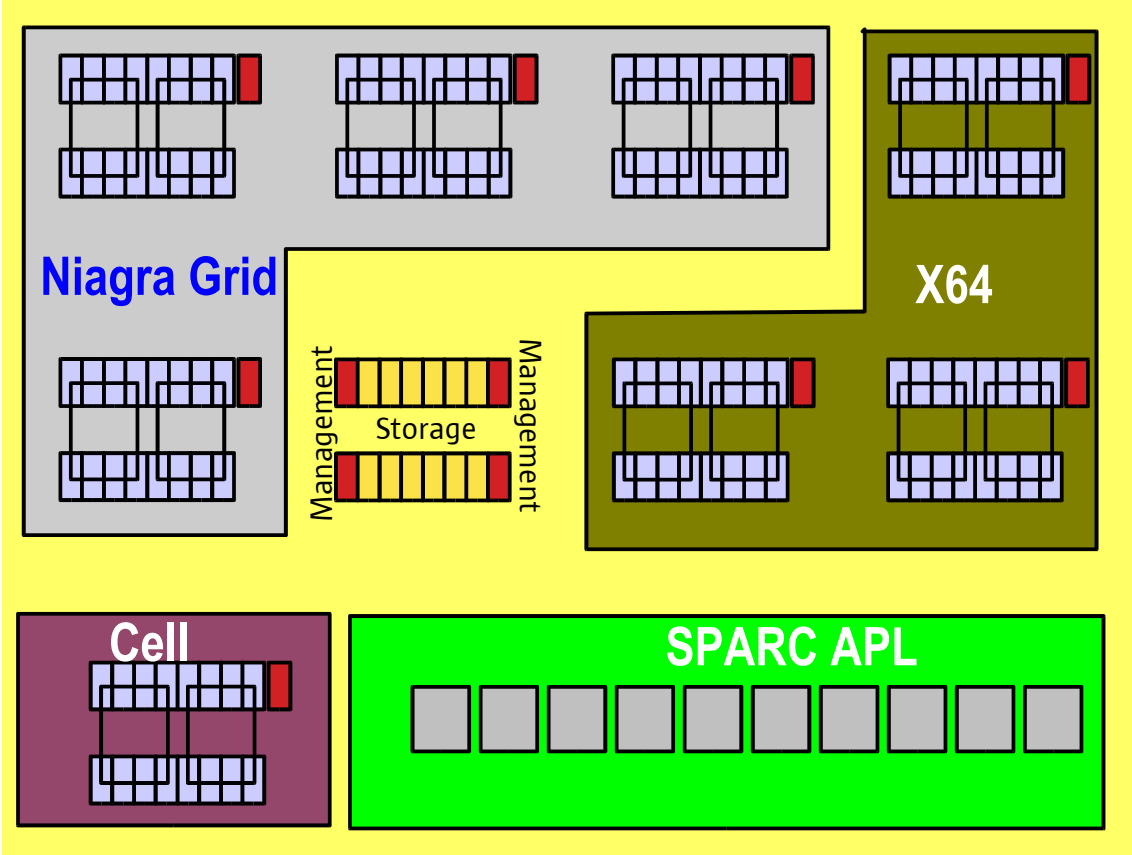 Niagra Grid
X64
Management
Storage
Management
Cell
SPARC APL